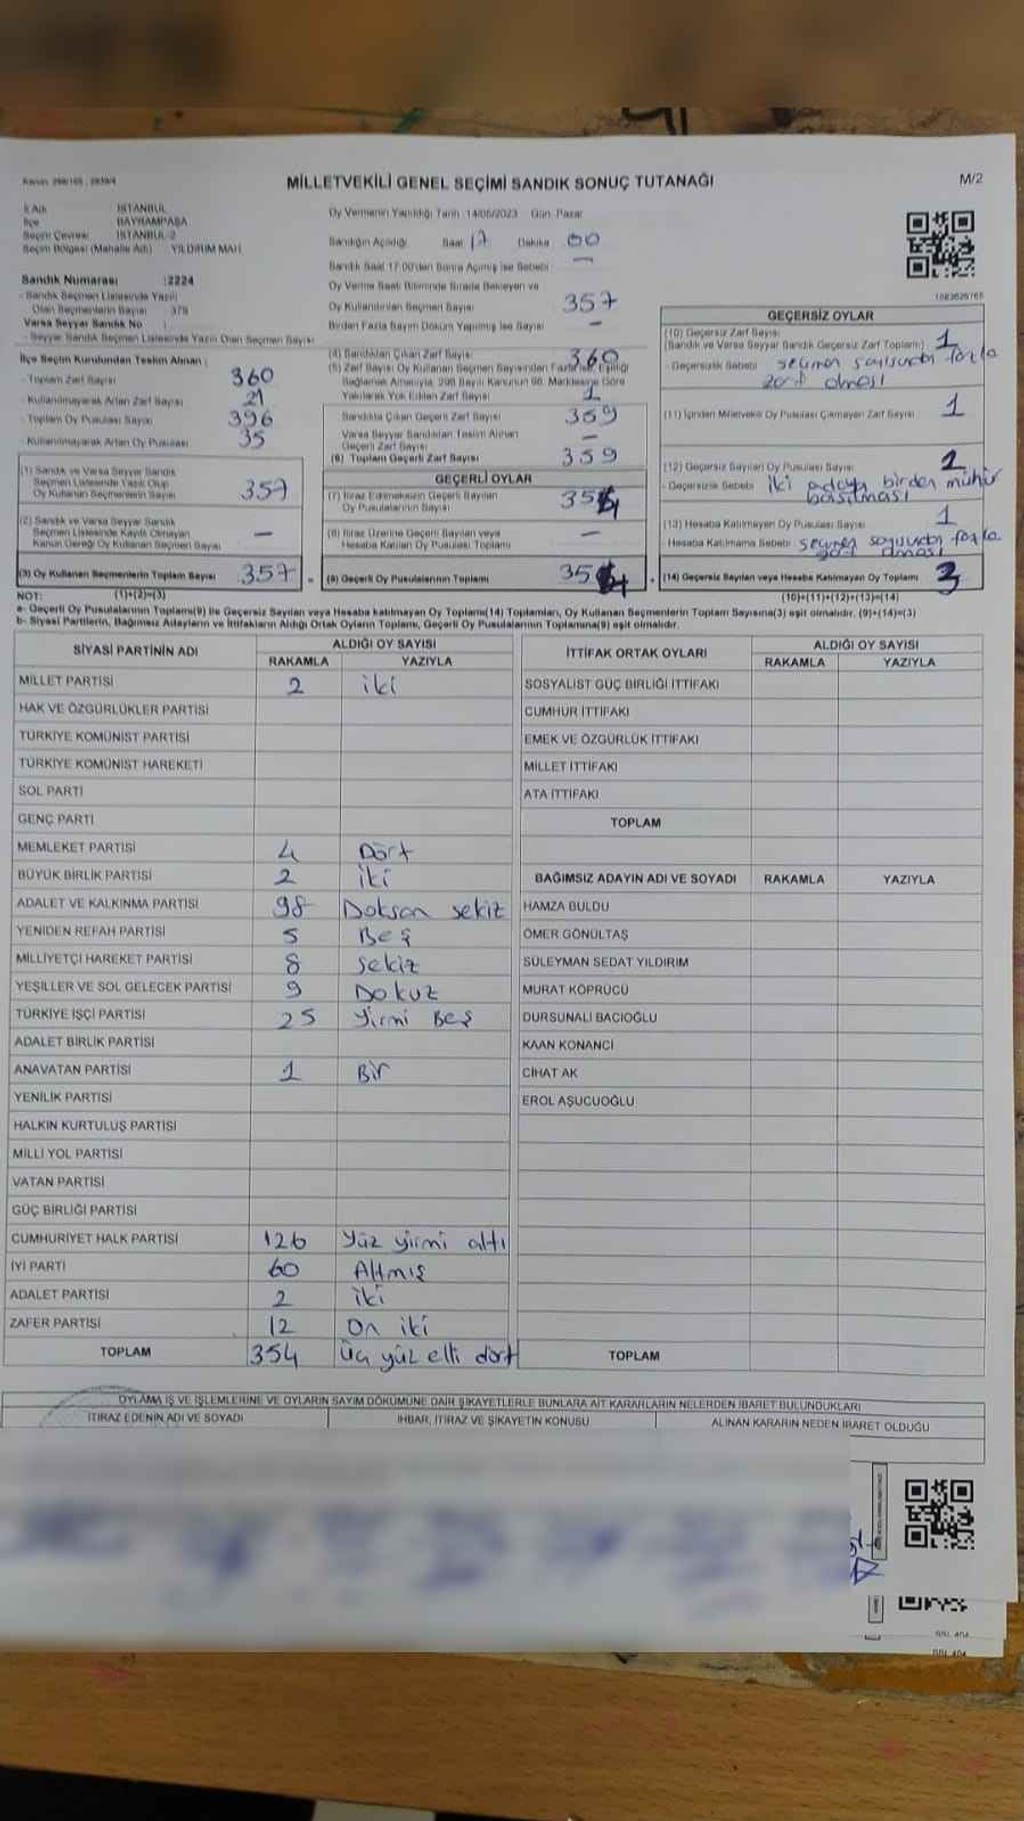 MİLLETVEKİLİ GENEL SEÇİMİ SANDIK SONUÇ TUTANAĞI
M/2
İl Adı İSTANBUL
İlçe BAYRAMPAŞA
Seçim Çevresi İSTANBUL-2
Seçim Bölgesi (Mahalle Adı) YILDIRIM MAH.
Oy Vermenin Yapıldığı Tarih 14/05/2023 Gün Pazar
Sandığın Açıldığı Saat 17 Dakika 00
Sandık Saat 17:00'dan Sonra Açılmış İse Sebebi —
Oy Verme Saati Bitiminde Sırada Bekleyen ve
Oy Kullandırılan Seçmen Sayısı 357
Birden Fazla Sayım Döküm Yapılmış İse Sayısı –
Sandık Numarası :2224
- Sandık Seçmen Listesinde Yazılı
Olan Seçmenlerin Sayısı 378
Varsa Seyyar Sandık No
- Seyyar Sandık Seçmen Listesinde Yazılı Olan Seçmen Sayısı
İlçe Seçim Kurulundan Teslim Alınan :
- Toplam Zarf Sayısı 360
- Kullanılmayarak Artan Zarf Sayısı 21
- Toplam Oy Pusulası Sayısı 396
- Kullanılmayarak Artan Oy Pusulası 35
(1) Sandık ve Varsa Seyyar Sandık
Seçmen Listesinde Yazılı Olup
Oy Kullanan Seçmenlerin Sayısı 357
(2) Sandık ve Varsa Seyyar Sandık
Seçmen Listesinde Kayıtlı Olmayan
Kanun Gereği Oy Kullanan Seçmen Sayısı —
(3) Oy Kullanan Seçmenlerin Toplam Sayısı 357
(4) Sandıktan Çıkan Zarf Sayısı 360
(5) Zarf Sayısı Oy Kullanan Seçmen Sayısından Fazla ise, Eşitliği
Sağlamak Amacıyla, 298 Sayılı Kanunun 98. Maddesine Göre
Yakılarak Yok Edilen Zarf Sayısı 1
Sandıkta Çıkan Geçerli Zarf Sayısı 359
Varsa Seyyar Sandıktan Teslim Alınan
Geçerli Zarf Sayısı —
(6) Toplam Geçerli Zarf Sayısı 359
GEÇERLİ OYLAR
(7) İtiraz Edilmeksizin Geçerli Sayılan
Oy Pusulalarının Sayısı 354
(8) İtiraz Üzerine Geçerli Sayılan veya
Hesaba Katılan Oy Pusulası Toplamı —
(9) Geçerli Oy Pusulalarının Toplamı 354
GEÇERSİZ OYLAR
(10) Geçersiz Zarf Sayısı
(Sandık ve Varsa Seyyar Sandık Geçersiz Zarf Toplamı) 1
- Geçersizlik Sebebi seçmen sayısından fazla
zarf olması
(11) İçinden Milletvekili Oy Pusulası Çıkmayan Zarf Sayısı 1
(12) Geçersiz Sayılan Oy Pusulası Sayısı 2
- Geçersizlik Sebebi iki adaya birden mühür
basılması
(13) Hesaba Katılmayan Oy Pusulası Sayısı 1
- Hesaba Katılmama Sebebi seçmen sayısından fazla
olması
(14) Geçersiz Sayılan veya Hesaba Katılmayan Oy Toplamı 3
NOT: (1)+(2)=(3) (10)+(11)+(12)+(13)=(14)
a- Geçerli Oy Pusulalarının Toplamı(9) ile Geçersiz Sayılan veya Hesaba katılmayan Oy Toplamı(14) Toplamları, Oy Kullanan Seçmenlerin Toplam Sayısına(3) eşit olmalıdır. (9)+(14)=(3)
b- Siyasi Partilerin, Bağımsız Adayların ve İttifakların Aldığı Ortak Oyların Toplamı, Geçerli Oy Pusulalarının Toplamına(9) eşit olmalıdır.
SİYASİ PARTİNİN ADI ALDIĞI OY SAYISI
RAKAMLA YAZIYLA
MİLLET PARTİSİ 2 iki
HAK VE ÖZGÜRLÜKLER PARTİSİ
TÜRKİYE KOMÜNİST PARTİSİ
TÜRKİYE KOMÜNİST HAREKETİ
SOL PARTİ
GENÇ PARTİ
MEMLEKET PARTİSİ 4 Dört
BÜYÜK BİRLİK PARTİSİ 2 iki
ADALET VE KALKINMA PARTİSİ 98 Doksan sekiz
YENİDEN REFAH PARTİSİ 5 Beş
MİLLİYETÇİ HAREKET PARTİSİ 8 sekiz
YEŞİLLER VE SOL GELECEK PARTİSİ 9 Dokuz
TÜRKİYE İŞÇİ PARTİSİ 25 Yirmi Beş
ADALET BİRLİK PARTİSİ
ANAVATAN PARTİSİ 1 Bir
YENİLİK PARTİSİ
HALKIN KURTULUŞ PARTİSİ
MİLLİ YOL PARTİSİ
VATAN PARTİSİ
GÜÇ BİRLİĞİ PARTİSİ
CUMHURİYET HALK PARTİSİ 126 Yüz yirmi altı
İYİ PARTİ 60 Altmış
ADALET PARTİSİ 2 iki
ZAFER PARTİSİ 12 On iki
TOPLAM 354 Üç yüz elli dört
İTTİFAK ORTAK OYLARI ALDIĞI OY SAYISI
RAKAMLA YAZIYLA
SOSYALİST GÜÇ BİRLİĞİ İTTİFAKI
CUMHUR İTTİFAKI
EMEK VE ÖZGÜRLÜK İTTİFAKI
MİLLET İTTİFAKI
ATA İTTİFAKI
TOPLAM
BAĞIMSIZ ADAYIN ADI VE SOYADI RAKAMLA YAZIYLA
HAMZA BULDU
ÖMER GÖNÜLTAŞ
SÜLEYMAN SEDAT YILDIRIM
MURAT KÖPRÜCÜ
DURSUNALİ BACIOĞLU
KAAN KONANCİ
CİHAT AK
EROL AŞUCUOĞLU
TOPLAM
OYLAMA İŞ VE İŞLEMLERİNE VE OYLARIN SAYIM DÖKÜMÜNE DAİR ŞİKAYETLERLE BUNLARA AİT KARARLARIN NELERDEN İBARET BULUNDUKLARI
İTİRAZ EDENİN ADI VE SOYADI İHBAR, İTİRAZ VE ŞİKAYETİN KONUSU ALINAN KARARIN NEDEN İBARET OLDUĞU